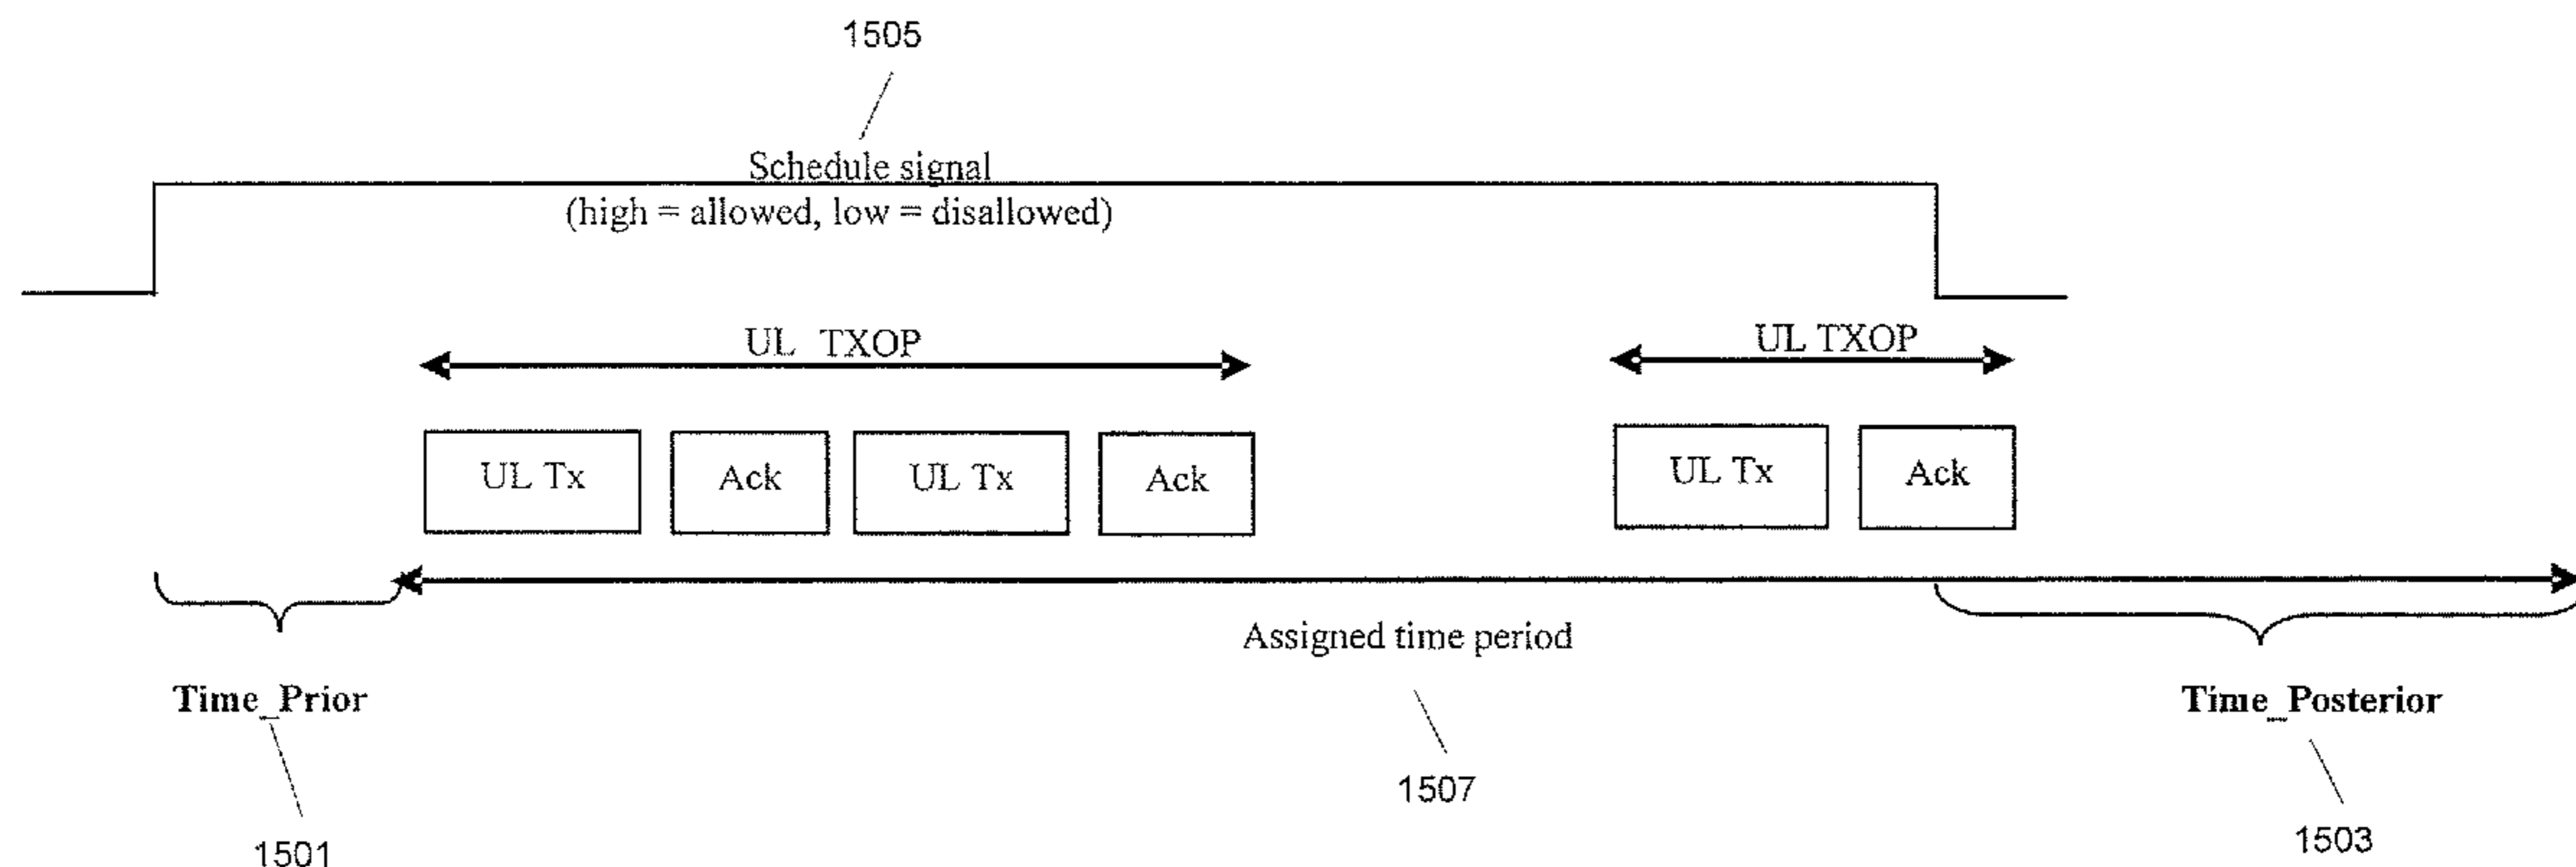 1505
Schedule signal
(high = allowed, low = disallowed)
UL TXOP
UL TXOP
UL Tx
Ack
UL Tx
Ack
UL Tx
Ack
Assigned time period
Time_Prior
Time_Posterior
1507
1501
1503